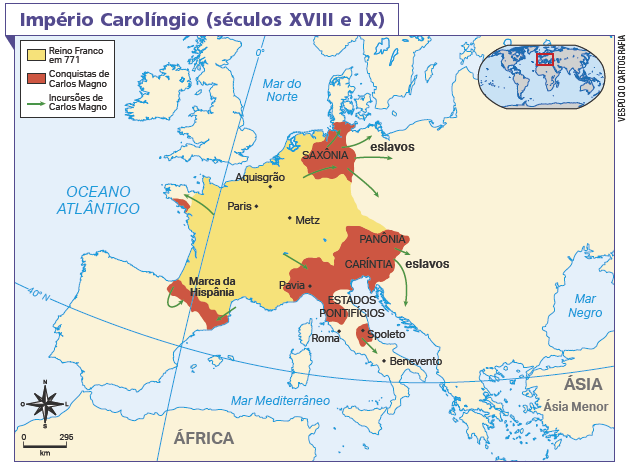 Império Carolíngio (séculos XVIII e IX)
Reino Franco
em 771
Conquistas de
Carlos Magno
Incursões de
Carlos Magno
0°
Mar do
Norte
VESPÚDO CARTOGRAFIA
SAXÔNIA
eslavos
Aquisgrão
OCEANO
ATLÂNTICO
Paris
Metz
PANÔNIA
CARÍNTIA
eslavos
Marca da
Hispânia
Pavia
40° N
ESTADOS
PONTIFÍCIOS
Mar
Negro
Roma
Spoleto
Benevento
ÁSIA
Ásia Menor
Mar Mediterrâneo
ÁFRICA
N
O
L
S
0
295
km